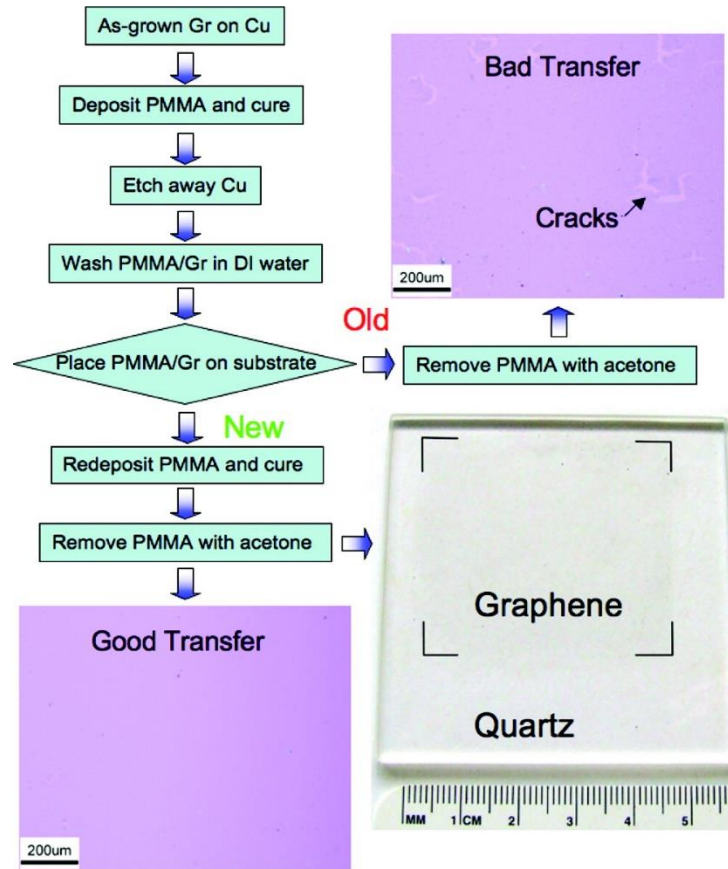 As-grown Gr on Cu
Deposit PMMA and cure
Etch away Cu
Wash PMMA/Gr in DI water
Place PMMA/Gr on substrate
Old
Remove PMMA with acetone
Bad Transfer
Cracks
200um
New
Redeposit PMMA and cure
Remove PMMA with acetone
Good Transfer
200um
Graphene
Quartz
MM 1 CM 2 3 4 5